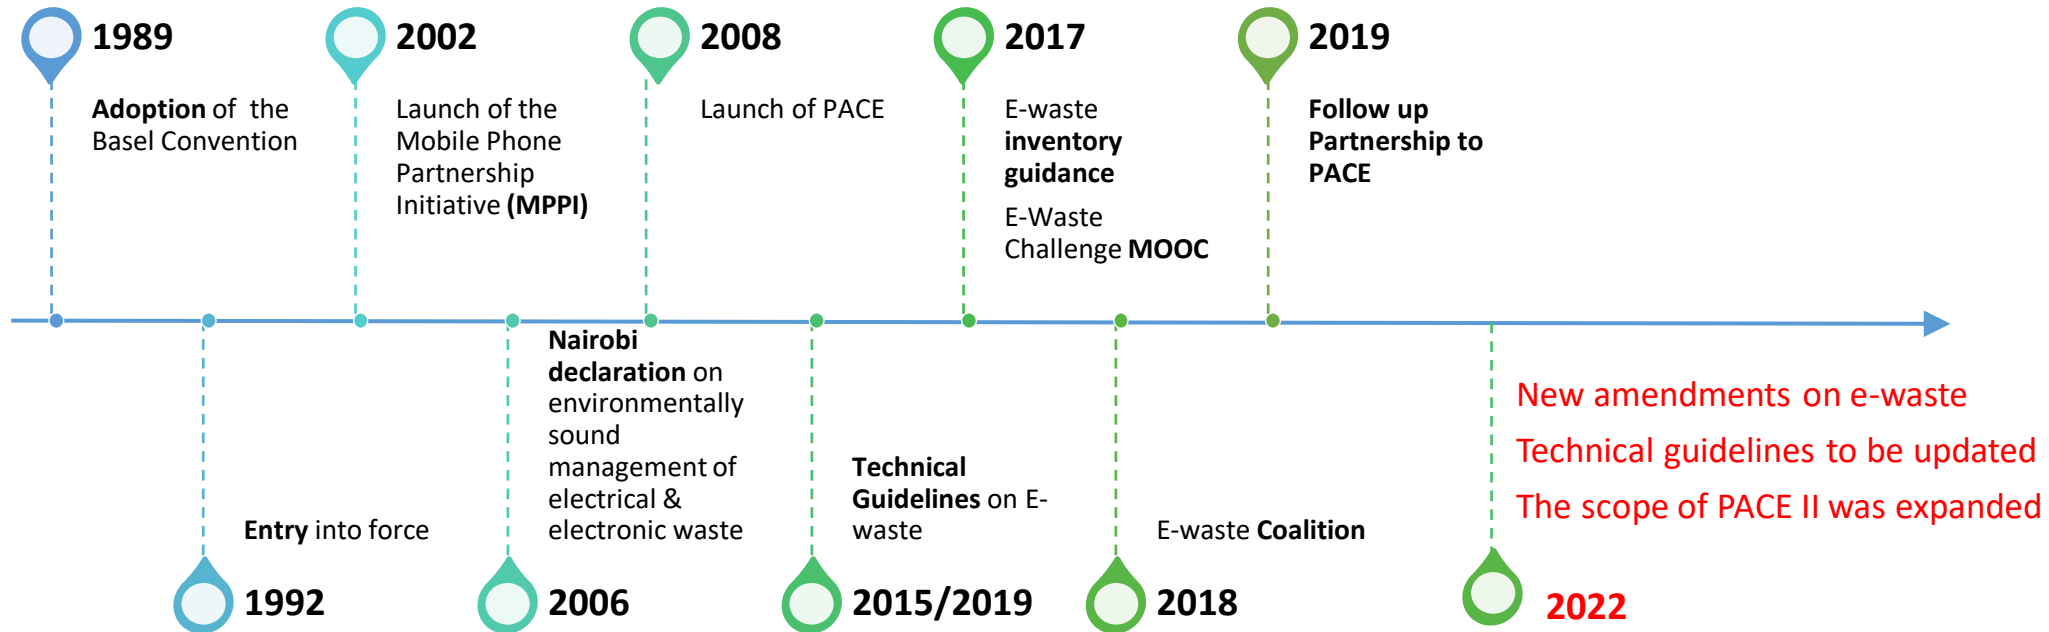 1989
Adoption of the
Basel Convention
2002
Launch of the
Mobile Phone
Partnership
Initiative (MPPI)
2008
Launch of PACE
2017
E-waste
inventory
guidance
E-Waste
Challenge MOOC
2019
Follow up
Partnership to
PACE
Entry into force
1992
Nairobi
declaration on
environmentally
sound
management of
electrical &
electronic waste
2006
Technical
Guidelines on E-
waste
2015/2019
E-waste Coalition
2018
New amendments on e-waste
Technical guidelines to be updated
The scope of PACE II was expanded
2022